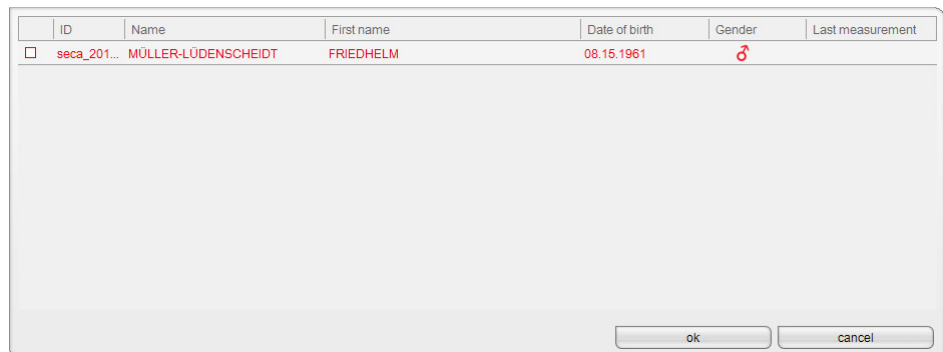 ID Name First name Date of birth Gender Last measurement
seca_201... MÜLLER-LÜDENSCHEIDT FRIEDHELM 08.15.1961
ok cancel